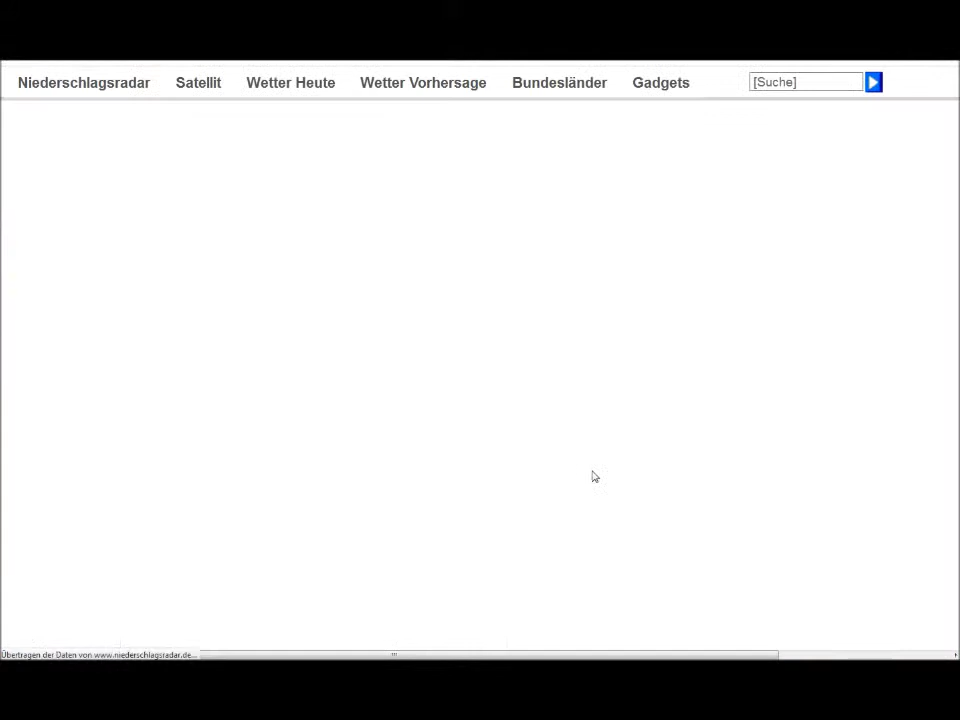 Niederschlagsradar Satellit Wetter Heute Wetter Vorhersage Bundesländer Gadgets [Suche]
Übertragen der Daten von www.niederschlagsradar.de...